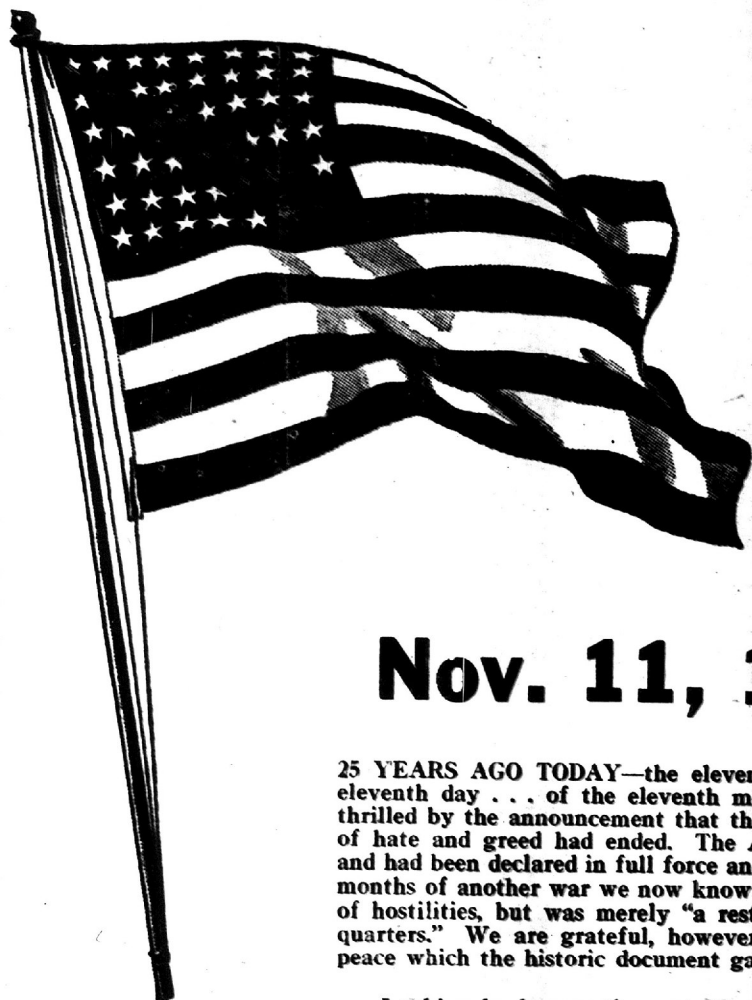 Nov. 11,
25 YEARS AGO TODAY—the eleven
eleventh day . . . of the eleventh m
thrilled by the announcement that th
of hate and greed had ended. The
and had been declared in full force an
months of another war we now know
of hostilities, but was merely “a rest
quarters.” We are grateful, however
peace which the historic document ga